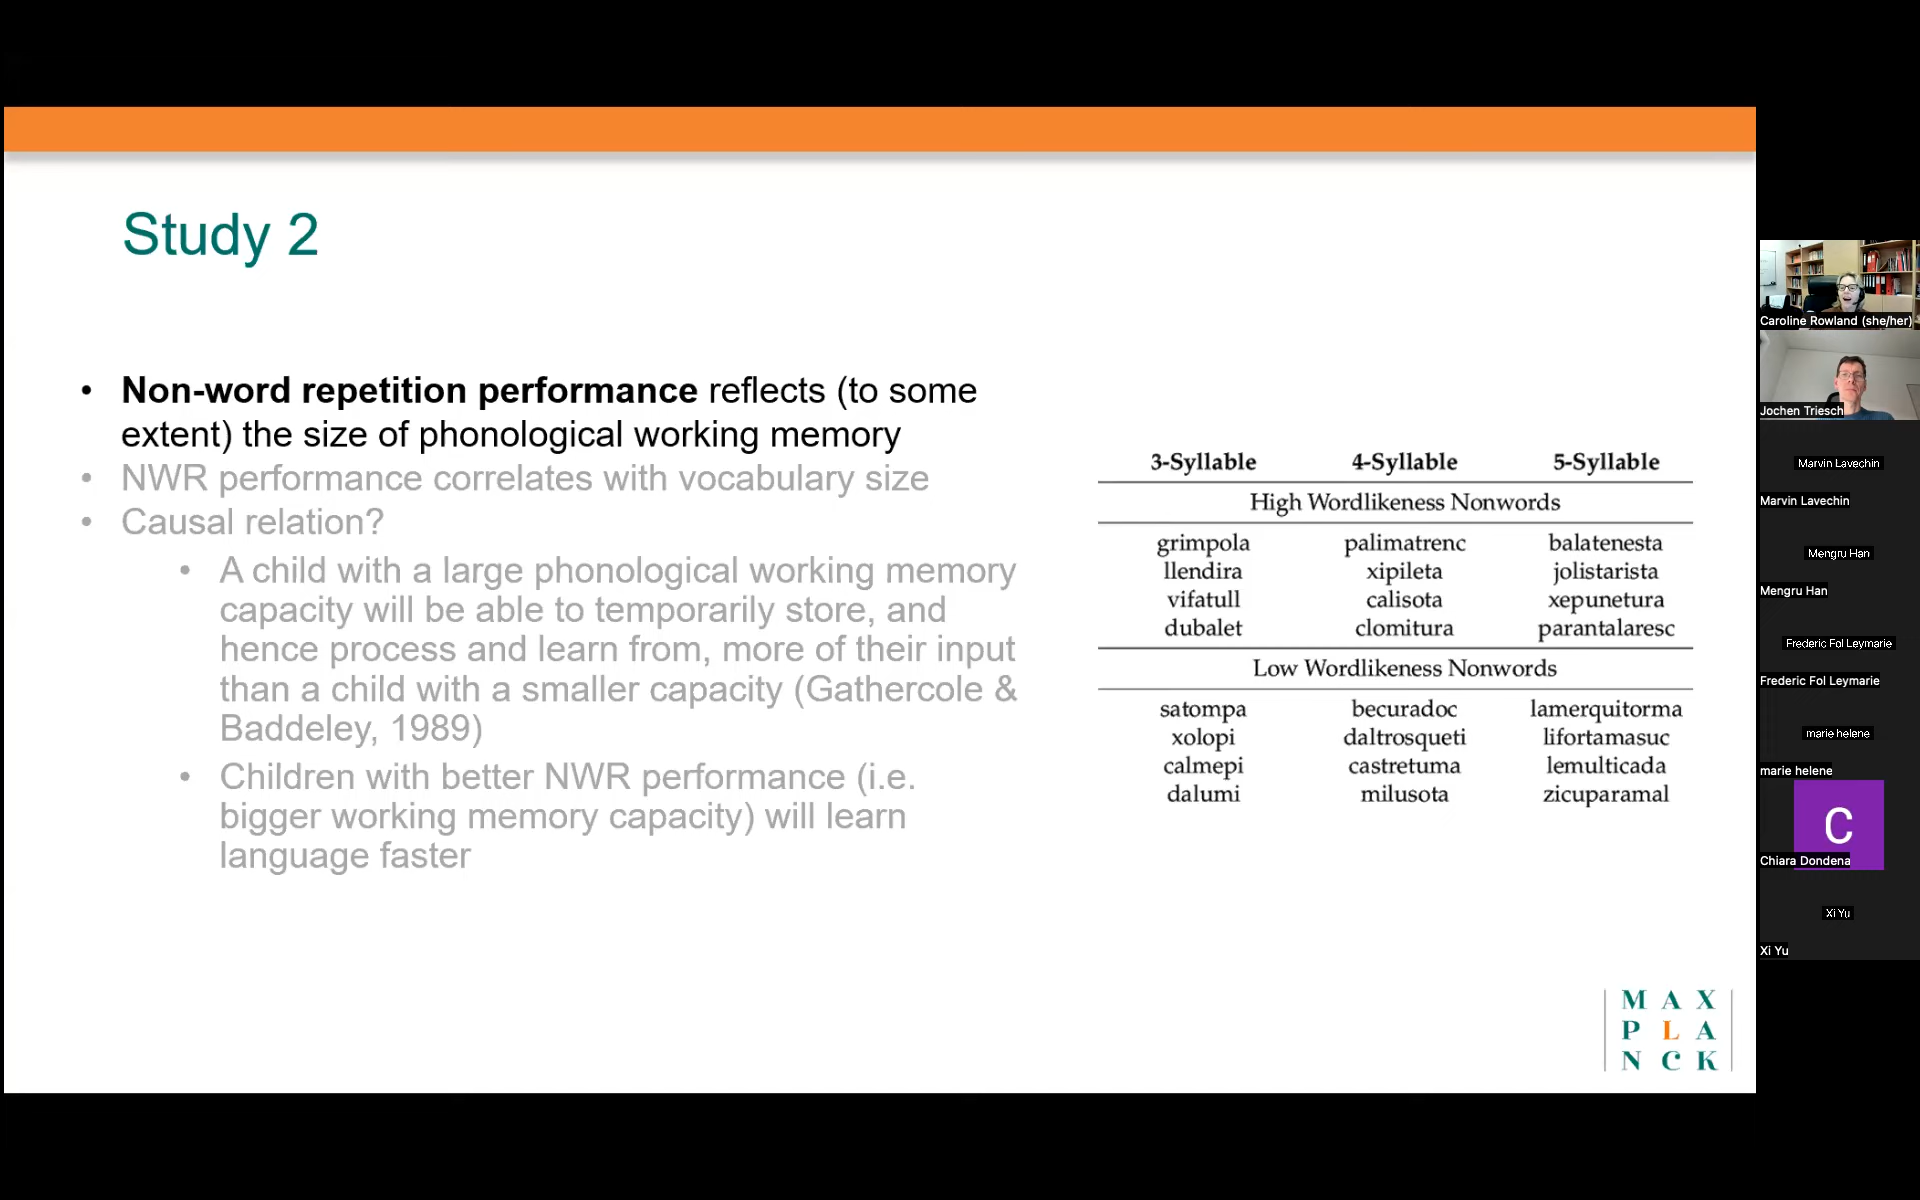 Study 2
• Non-word repetition performance reflects (to some
extent) the size of phonological working memory
• NWR performance correlates with vocabulary size
• Causal relation?
• A child with a large phonological working memory
capacity will be able to temporarily store, and
hence process and learn from, more of their input
than a child with a smaller capacity (Gathercole &
Baddeley, 1989)
• Children with better NWR performance (i.e.
bigger working memory capacity) will learn
language faster
3-Syllable 4-Syllable 5-Syllable
High Wordlikeness Nonwords
grimpola palimatrenc balatenesta
llendira xipileta jolistarista
vifatull calisota xepunetura
dubalet clomitura parantalaresc
Low Wordlikeness Nonwords
satompa becuradoc lamerquitorma
xolopi daltrosqueti lifortamasuc
calmepi castretuma lemulticada
dalumi milusota zicuparamal
MAX
PLA
NCK
Caroline Rowland (she/her)
Jochen Triesch
Marvin Lavechin
Marvin Lavechin
Mengru Han
Mengru Han
Frederic Fol Leymarie
Frederic Fol Leymarie
marie helene
marie helene
C
Chiara Dondena
Xi Yu
Xi Yu